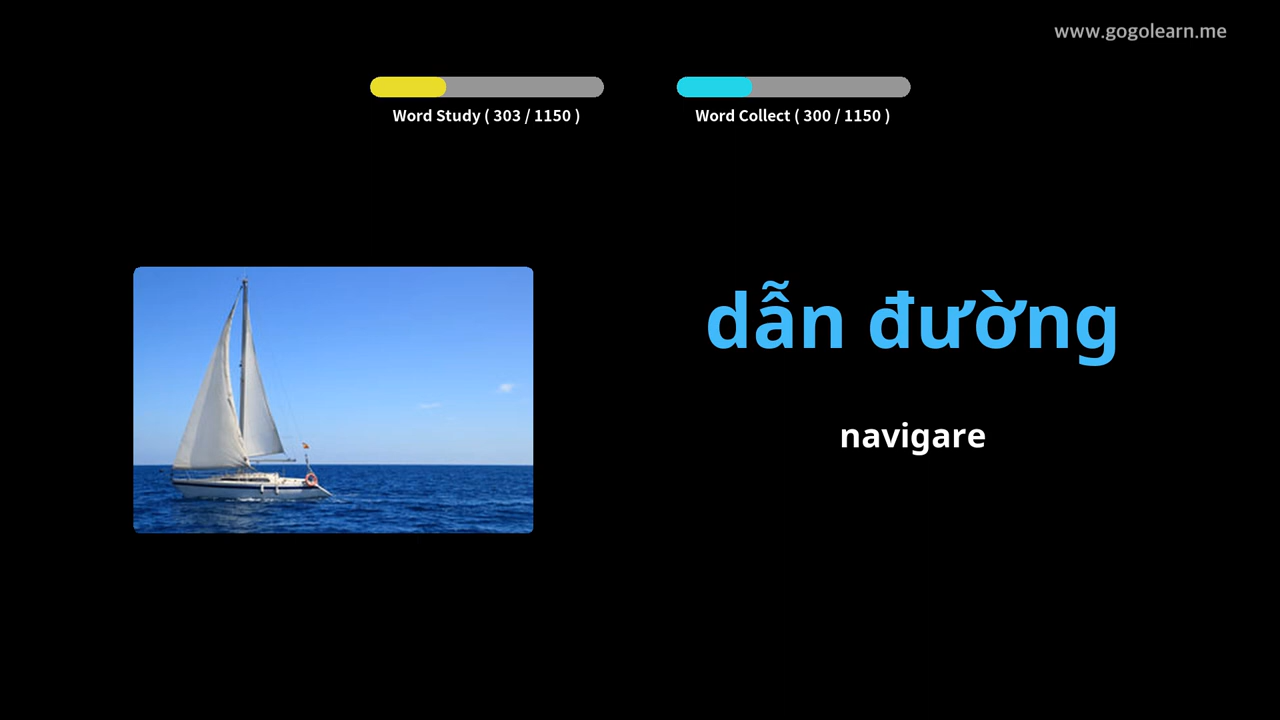 www.gogolearn.me
Word Study ( 303 / 1150 )
Word Collect ( 300 / 1150 )
dẫn đường
navigare